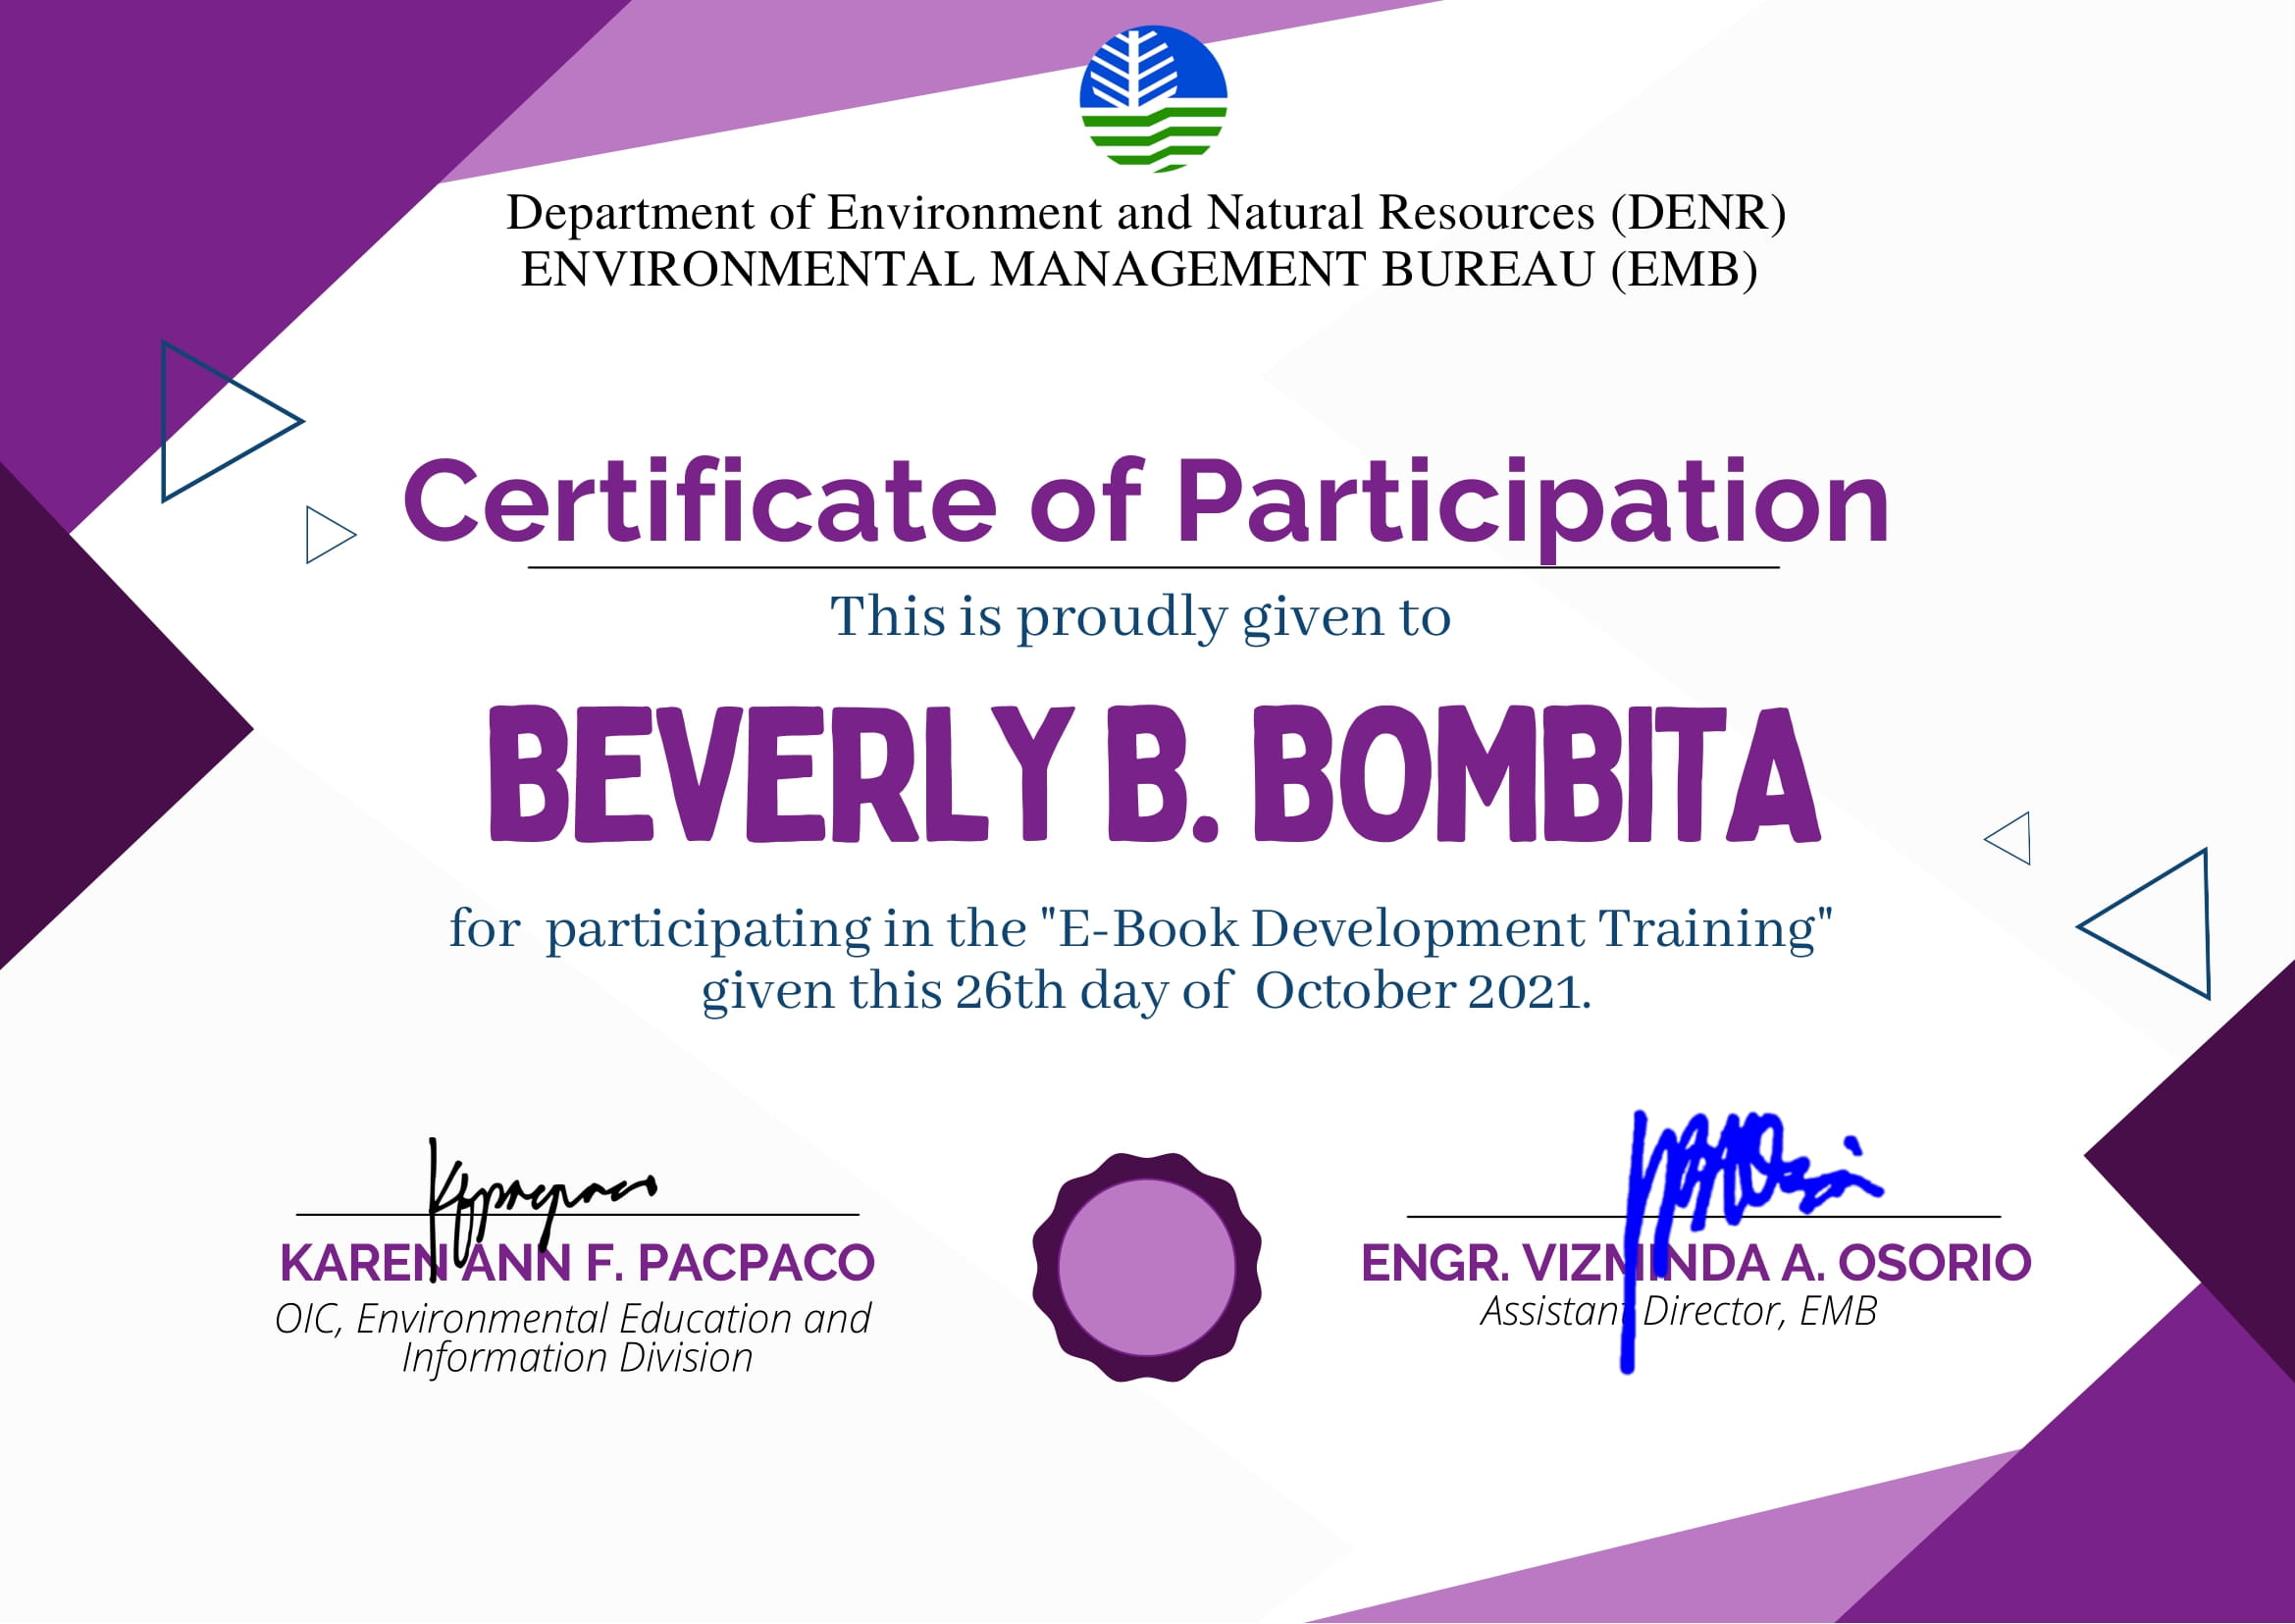 Department of Environment and Natural Resources (DENR)
ENVIRONMENTAL MANAGEMENT BUREAU (EMB)
Certificate of Participation
This is proudly given to
BEVERLY B. BOMBITA
for participating in the "E-Book Development Training"
given this 26th day of October 2021.
KAREN ANN F. PACPACO
OIC, Environmental Education and
Information Division
ENGR. VIZMINDA A. OSORIO
Assistant Director, EMB